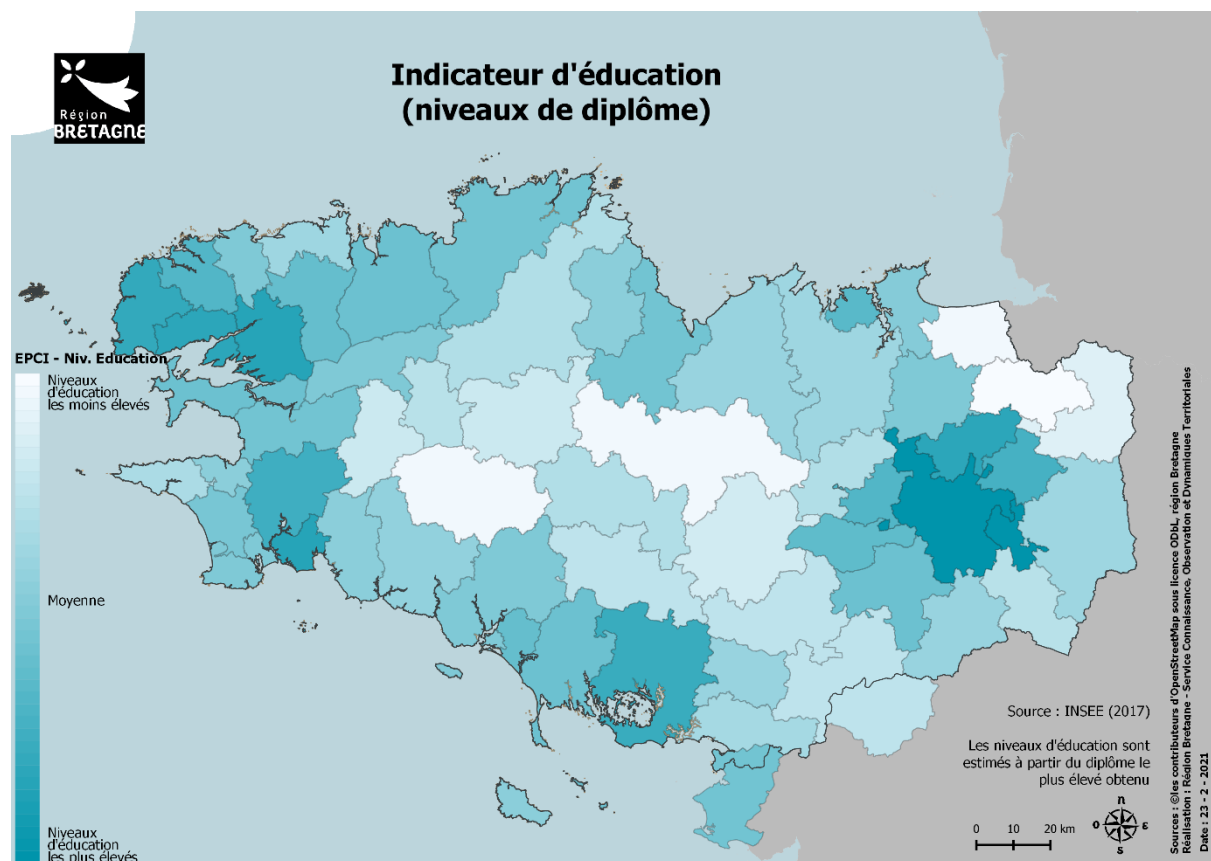 Indicateur d'éducation
(niveaux de diplôme)
Région
BRETAGNE
EPCI - Niv. Education
Niveaux
d'éducation
les moins élevés
Moyenne
Niveaux
d'éducation
les plus élevés
Source : INSEE (2017)
Les niveaux d'éducation sont
estimés à partir du diplôme le
plus élevé obtenu
0 10 20 km
n
o
E
s
Sources : ©les contributeurs d'OpenStreetMap sous licence ODbL, région Bretagne
Réalisation : Région Bretagne - Service Connaissance, Observation et Dynamiques Territoriales
Date : 23 - 2 - 2021